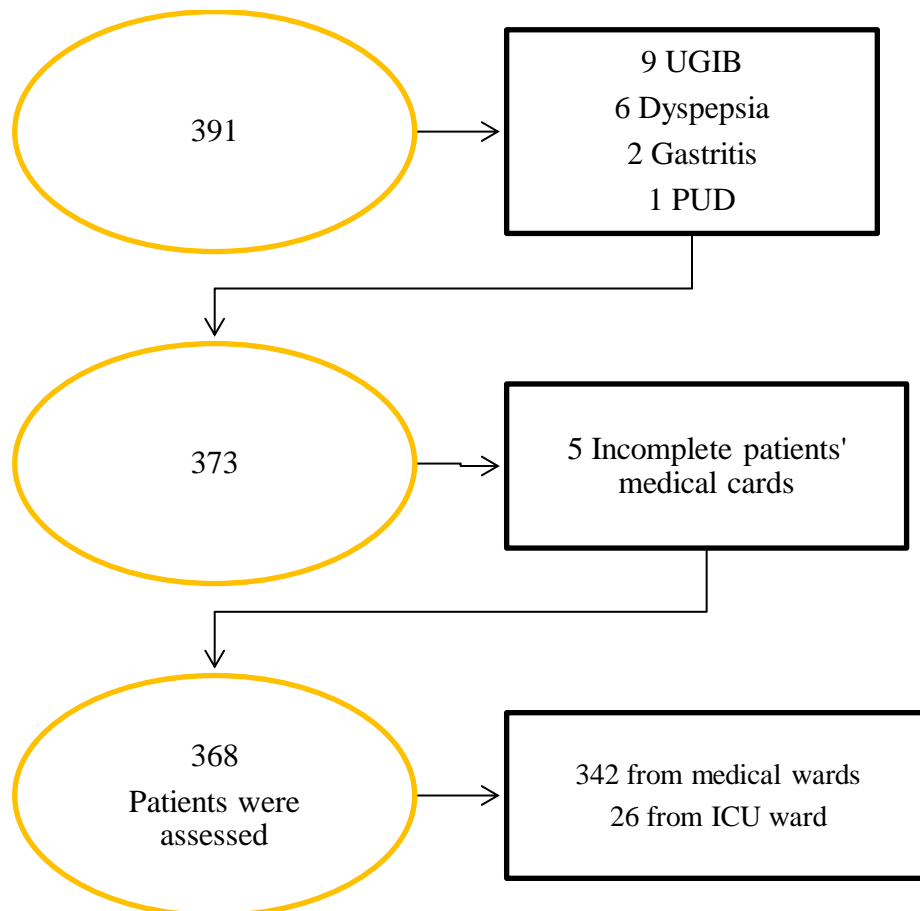 391
9 UGIB
6 Dyspepsia
2 Gastritis
1 PUD
373
5 Incomplete patients'
medical cards
368
Patients were
assessed
342 from medical wards
26 from ICU ward